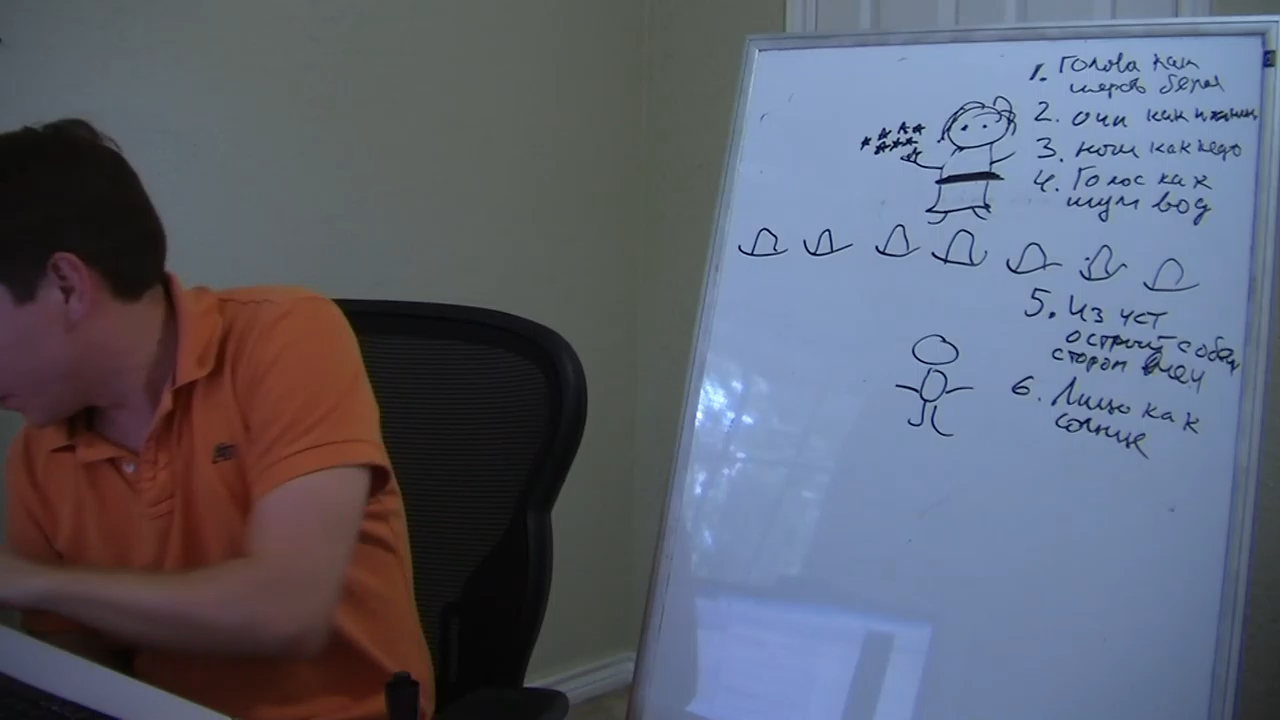 1. Голова как
шерсть белая
2. очи как пламень
3. ноги как
4. Голос как
шум вод
5. Из уст
острый с обеих
сторон меч
6. Лицо как
солнце